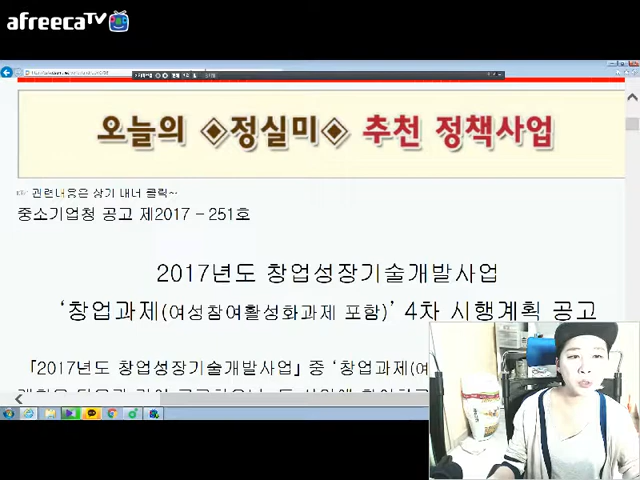 afreecaTV
오늘의 ◈정실미◈ 추천 정책사업
관련내용은 상기 배너 클릭~
중소기업청 공고 제2017 - 251호
2017년도 창업성장기술개발사업
‘창업과제(여성참여활성화과제 포함)’ 4차 시행계획 공고
「2017년도 창업성장기술개발사업」 중 ‘창업과제(여